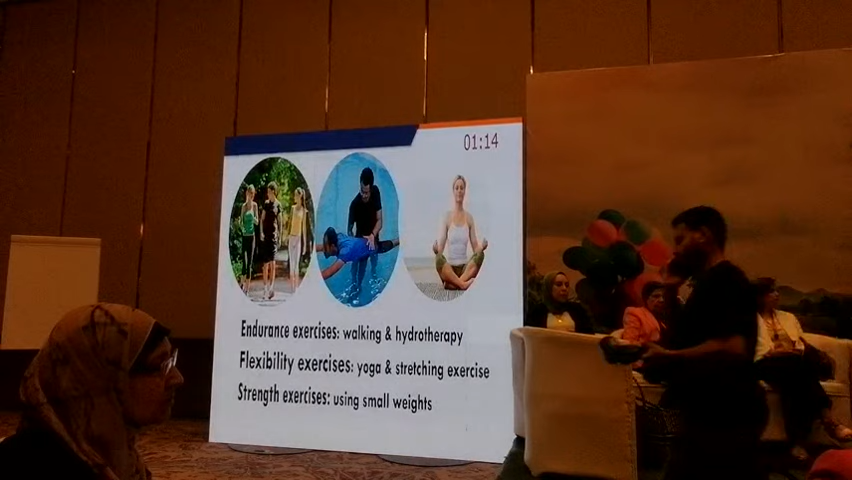 01:14
Endurance exercises: walking & hydrotherapy
Flexibility exercises: yoga & stretching exercise
Strength exercises: using small weights